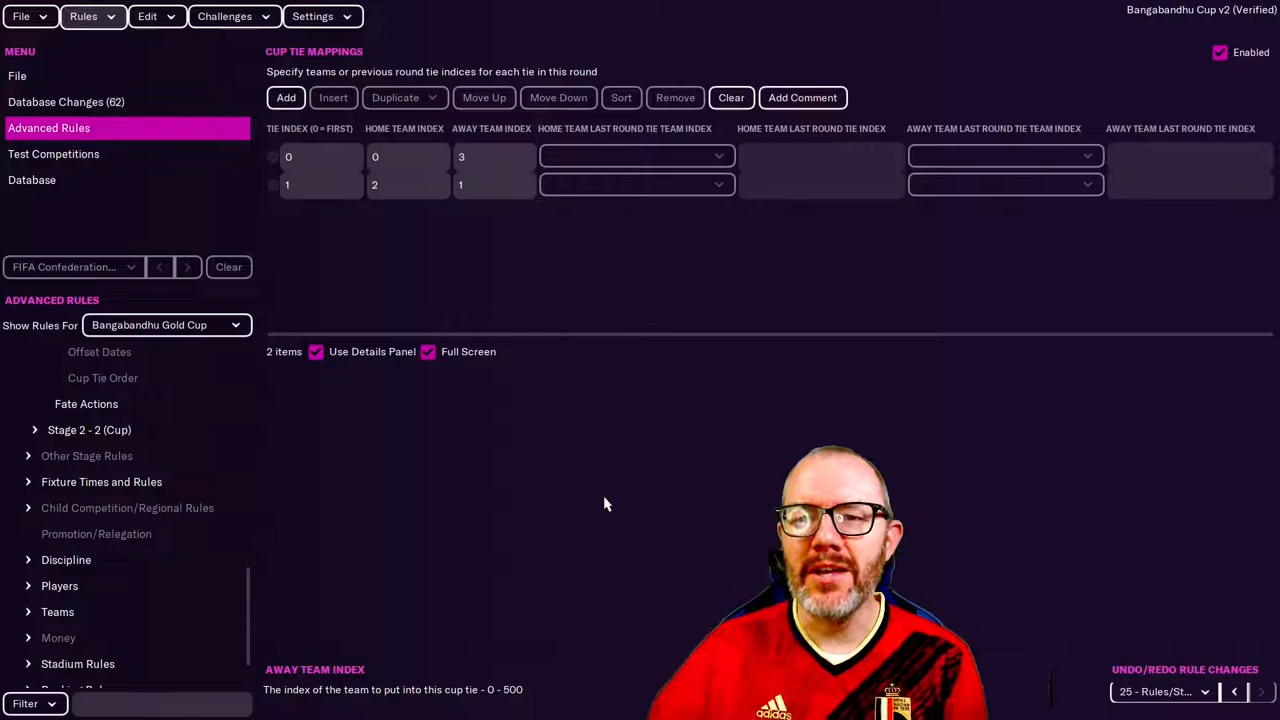 File
Rules
Edit
Challenges
Settings
Bangabandhu Cup v2 (Verified)
MENU
File
Database Changes (62)
Advanced Rules
Test Competitions
Database
FIFA Confederation...
Clear
ADVANCED RULES
Show Rules For
Bangabandhu Gold Cup
Offset Dates
Cup Tie Order
Fate Actions
Stage 2 - 2 (Cup)
Other Stage Rules
Fixture Times and Rules
Child Competition/Regional Rules
Promotion/Relegation
Discipline
Players
Teams
Money
Stadium Rules
Filter
CUP TIE MAPPINGS
Enabled
Specify teams or previous round tie indices for each tie in this round
Add Insert Duplicate Move Up Move Down Sort Remove Clear Add Comment
TIE INDEX (0 = FIRST) HOME TEAM INDEX AWAY TEAM INDEX HOME TEAM LAST ROUND TIE TEAM INDEX HOME TEAM LAST ROUND TIE INDEX AWAY TEAM LAST ROUND TIE TEAM INDEX AWAY TEAM LAST ROUND TIE INDEX
0 0 3
1 2 1
2 items Use Details Panel Full Screen
adidas
AWAY TEAM INDEX
The index of the team to put into this cup tie - 0 - 500
UNDO/REDO RULE CHANGES
25 - Rules/St...